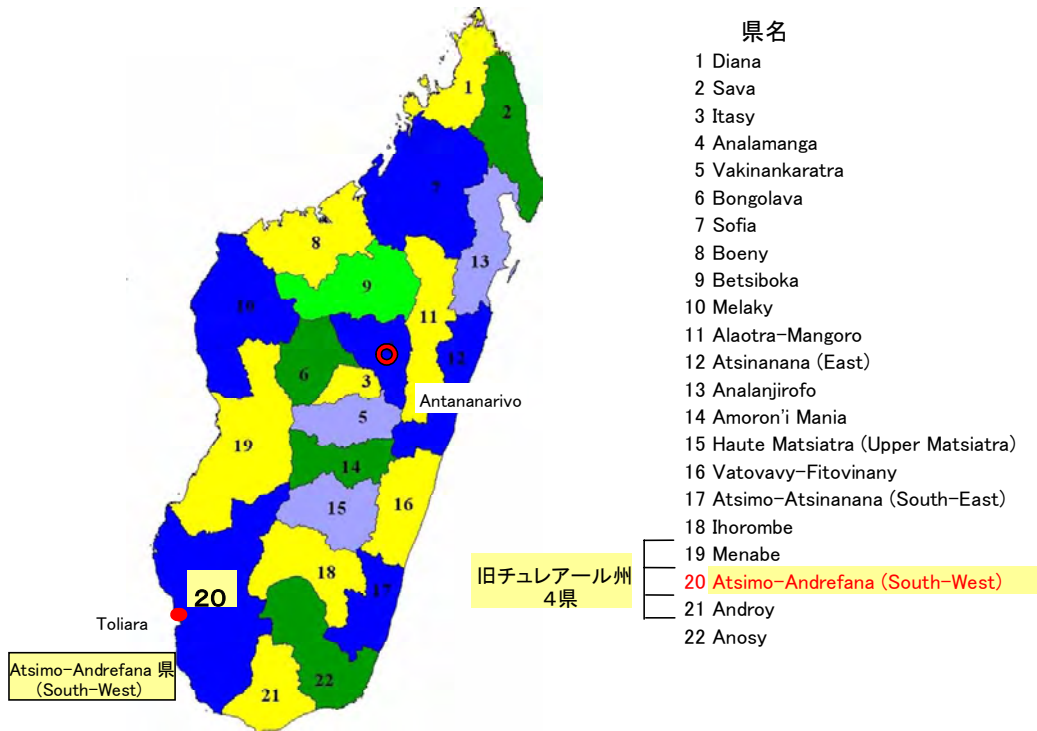 県名
1 Diana
2 Sava
3 Itasy
4 Analamanga
5 Vakinankaratra
6 Bongolava
7 Sofia
8 Boeny
9 Betsiboka
10 Melaky
11 Alaotra-Mangoro
12 Atsinanana (East)
13 Analanjirofo
14 Amoron'i Mania
15 Haute Matsiatra (Upper Matsiatra)
16 Vatovavy-Fitovinany
17 Atsimo-Atsinanana (South-East)
18 Ihorombe
19 Menabe
20 Atsimo-Andrefana (South-West)
21 Androy
22 Anosy
旧チュレアール州
4県
1
2
7
8
13
9
10
11
12
6
3
Antananarivo
5
19
14
15
16
18
17
20
Toliara
Atsimo-Andrefana 県
(South-West)
22
21